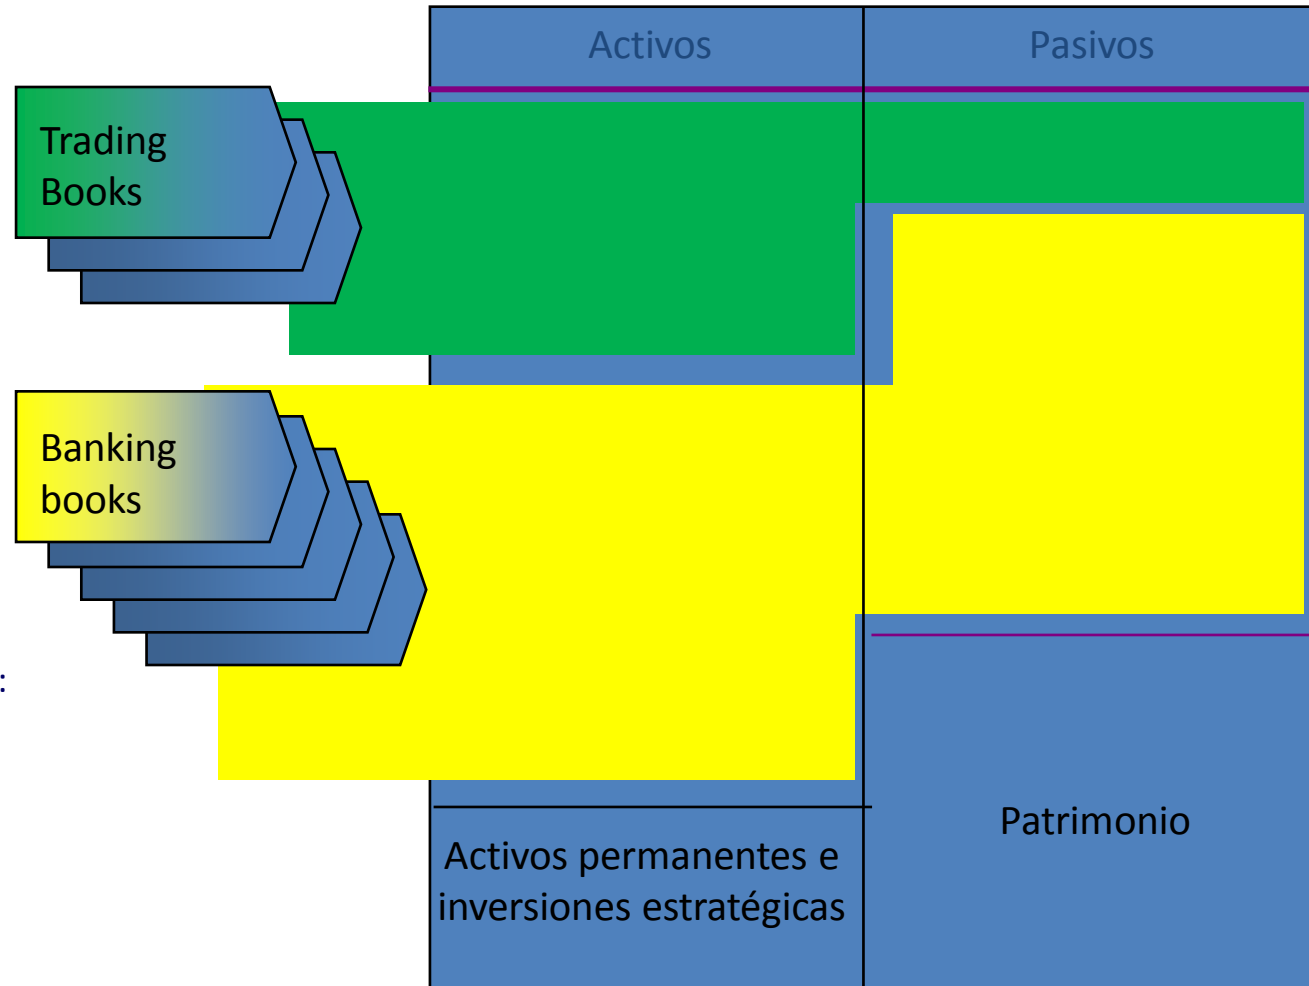 Activos
Pasivos
Trading
Books
Banking
books
:
Patrimonio
Activos permanentes e
inversiones estratégicas